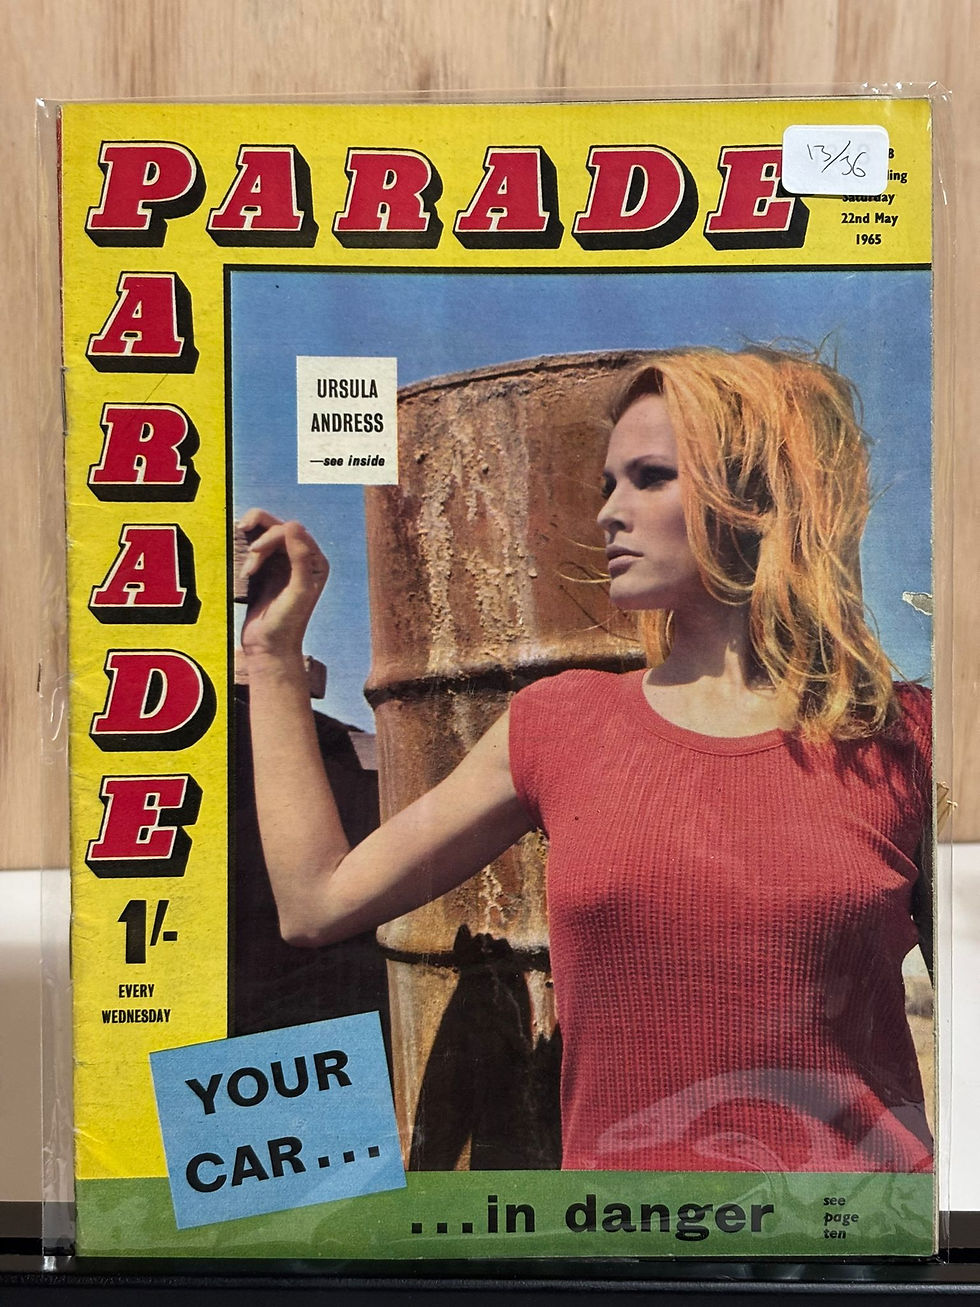 PARADE
13/36
Saturday
22nd May
1965
PARADE
URSULA
ANDRESS
—see inside
1/-
EVERY
WEDNESDAY
YOUR
CAR...
...in danger
see
page
ten